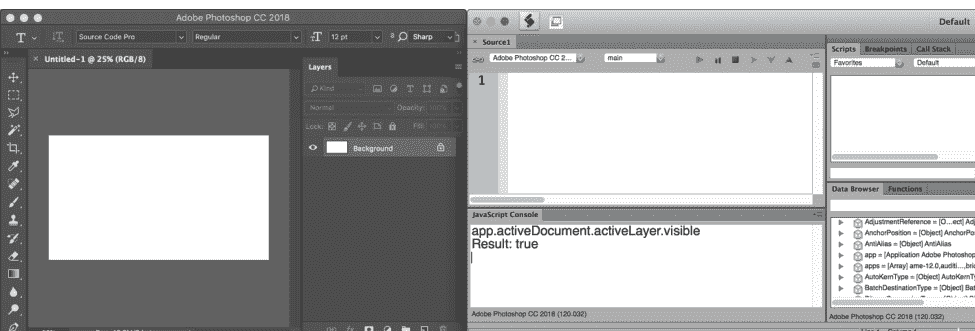 Adobe Photoshop CC 2018
Source Code Pro
Regular
12 pt
Sharp
Untitled-1 @ 25% (RGB/8)
Layers
Kind
Normal
Opacity: 100%
Lock:
Fill: 100%
Background
Default
Source1
Adobe Photoshop CC 2...
main
1
JavaScript Console
app.activeDocument.activeLayer.visible
Result: true
Adobe Photoshop CC 2018 (120.032)
Scripts Breakpoints Call Stack
Favorites
Default
Data Browser Functions
AdjustmentReference = [O...ect] Adj
AnchorPosition = [Object] AnchorPo
AntiAlias = [Object] AntiAlias
app = [Application Adobe Photoshop
apps = [Array] ame-12.0,auditi...,brid
AutoKernType = [Object] AutoKernTy
BatchDestinationType = [Object] Bat
Adobe Photoshop CC 2018 (120.032)